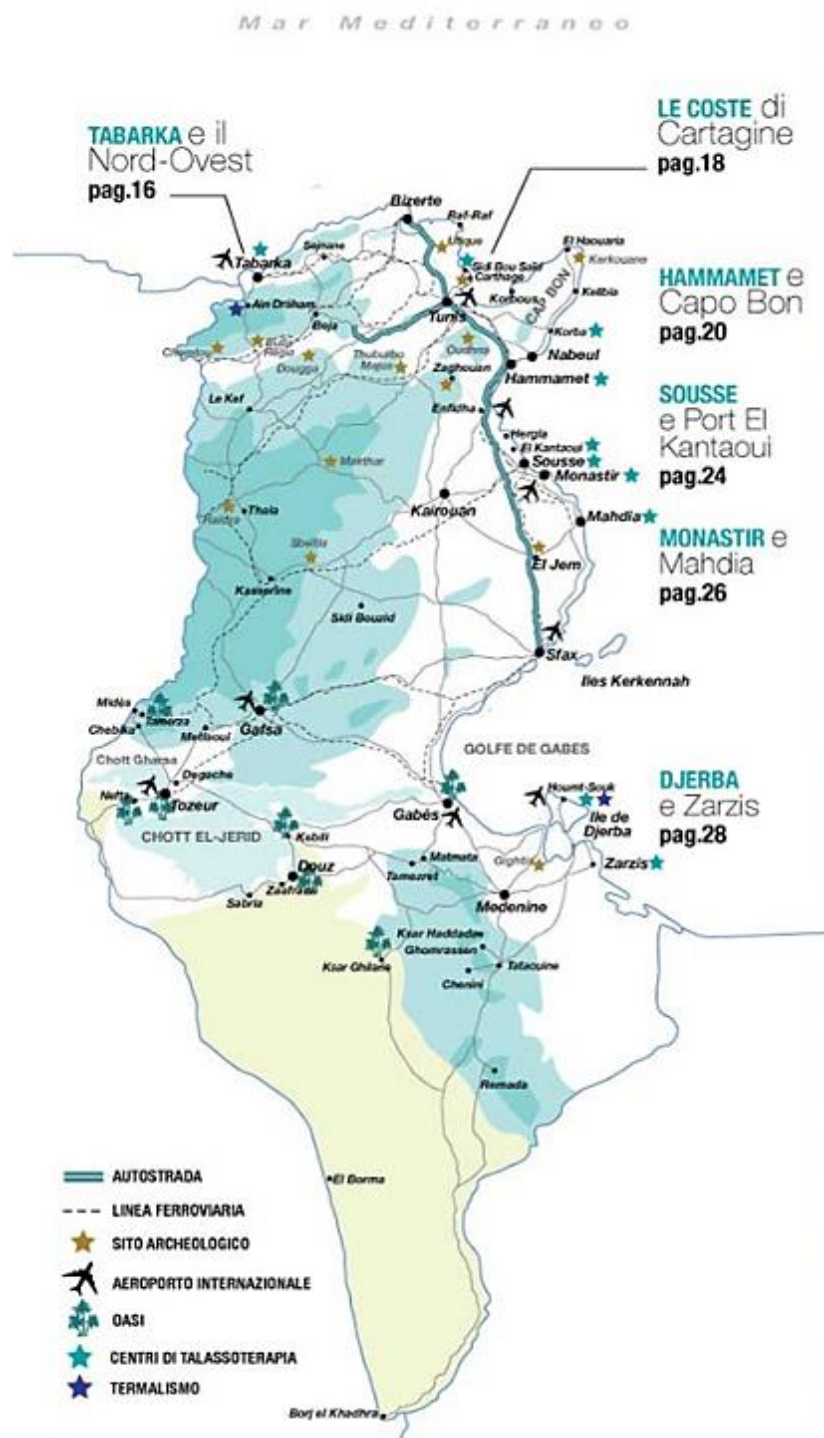 Mar Mediterraneo
TABARKA e il
Nord-Ovest
pag.16
LE COSTE di
Cartagine
pag.18
HAMMAMET e
Capo Bon
pag.20
SOUSSE
e Port El
Kantaoui
pag.24
MONASTIR e
Mahdia
pag.26
DJERBA
e Zarzis
pag.28
Bizerte
Raf-Raf
Utique
Sejnane
Tabarka
Sidi Bou Saïd
Carthage
El Haouaria
Kerkouane
Korbous
CAP BON
Kelibia
Ain Draham
Beja
Tunis
Korba
Bulla
Regia
Dougga
Thuburbo
Majus
Oudhna
Zaghouan
Nabeul
Hammamet
Le Kef
Enfidha
Hergla
El Kantaoui
Sousse
Monastir
Makthar
Kairouan
Mahdia
Haidra
Thala
Sbeitla
El Jem
Kasserine
Sidi Bouzid
Sfax
Iles Kerkennah
Midès
Tamerza
Chebika
Metlaoui
Gafsa
Chott Gharsa
GOLFE DE GABES
Degache
Nefta
Tozeur
Gabés
Houmt-Souk
Ile de
Djerba
CHOTT EL-JERID
Kebili
Matmata
Tamezret
Gightis
Zarzis
Douz
Zaafrane
Sabria
Medenine
Ksar Haddada
Ghomrassen
Ksar Ghilane
Tataouine
Chenini
Remada
El Borma
Borj el Khadhra
AUTOSTRADA
LINEA FERROVIARIA
SITO ARCHEOLOGICO
AEROPORTO INTERNAZIONALE
OASI
CENTRI DI TALASSOTERAPIA
TERMALISMO